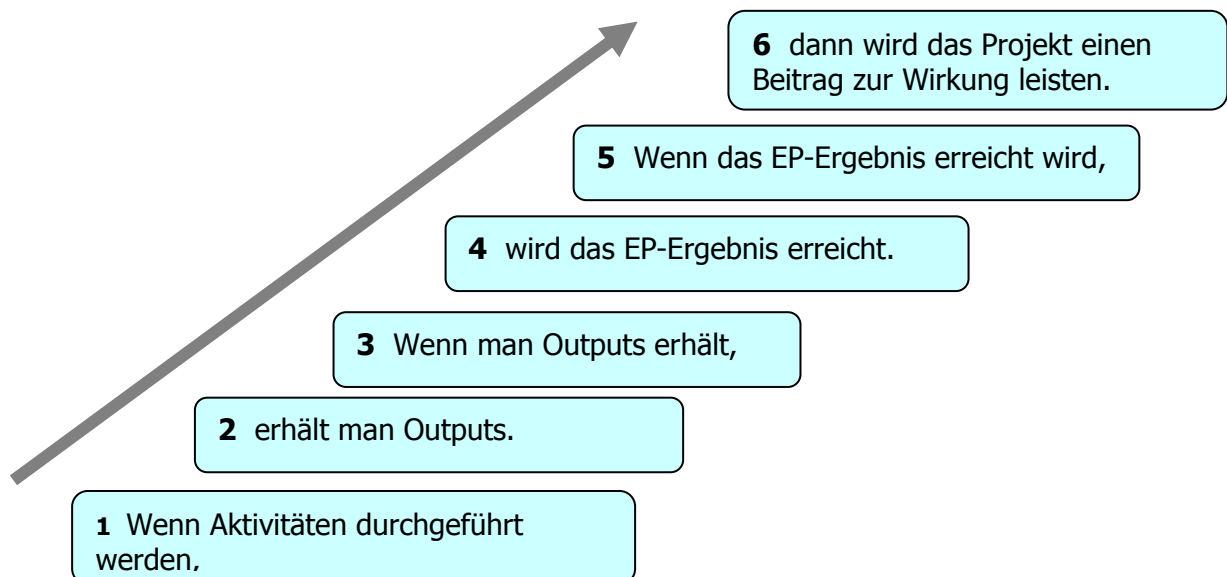 6 dann wird das Projekt einen
Beitrag zur Wirkung leisten.
5 Wenn das EP-Ergebnis erreicht wird,
4 wird das EP-Ergebnis erreicht.
3 Wenn man Outputs erhält,
2 erhält man Outputs.
1 Wenn Aktivitäten durchgeführt
werden,